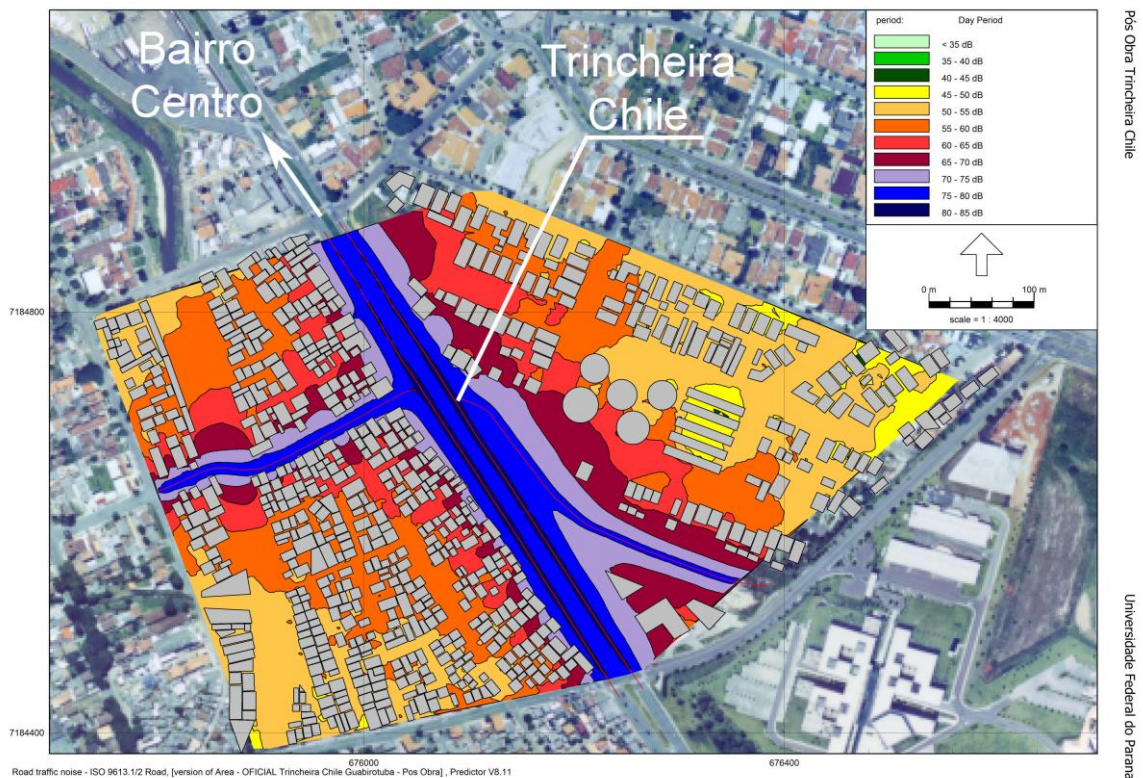 Bairro
Centro
Trincheira
Chile
period: Day Period
< 35 dB
35 - 40 dB
40 - 45 dB
45 - 50 dB
50 - 55 dB
55 - 60 dB
60 - 65 dB
65 - 70 dB
70 - 75 dB
75 - 80 dB
80 - 85 dB
0 m 100 m
scale = 1 : 4000
Pós Obra Trincheira Chile
Universidade Federal do Parana
7184800
7184400
676000 676400
Road traffic noise - ISO 9613.1/2 Road, [version of Area - OFICIAL Trincheira Chile Guabirotuba - Pos Obra] , Predictor V8.11